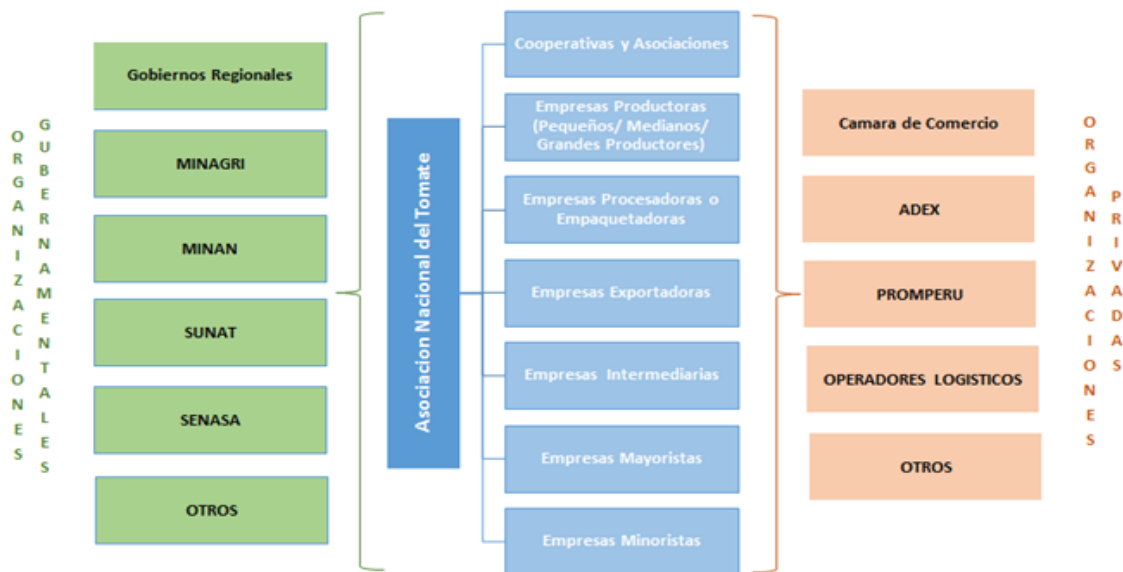 ORGANIZACIONES
GUBERNAMENTALES
Gobiernos Regionales
MINAGRI
MINAN
SUNAT
SENASA
OTROS
Asociacion Nacional del Tomate
Cooperativas y Asociaciones
Empresas Productoras
(Pequeños/ Medianos/
Grandes Productores)
Empresas Procesadoras o
Empaquetadoras
Empresas Exportadoras
Empresas Intermediarias
Empresas Mayoristas
Empresas Minoristas
Camara de Comercio
ADEX
PROMPERU
OPERADORES LOGISTICOS
OTROS
ORGANIZACIONES
PRIVADAS